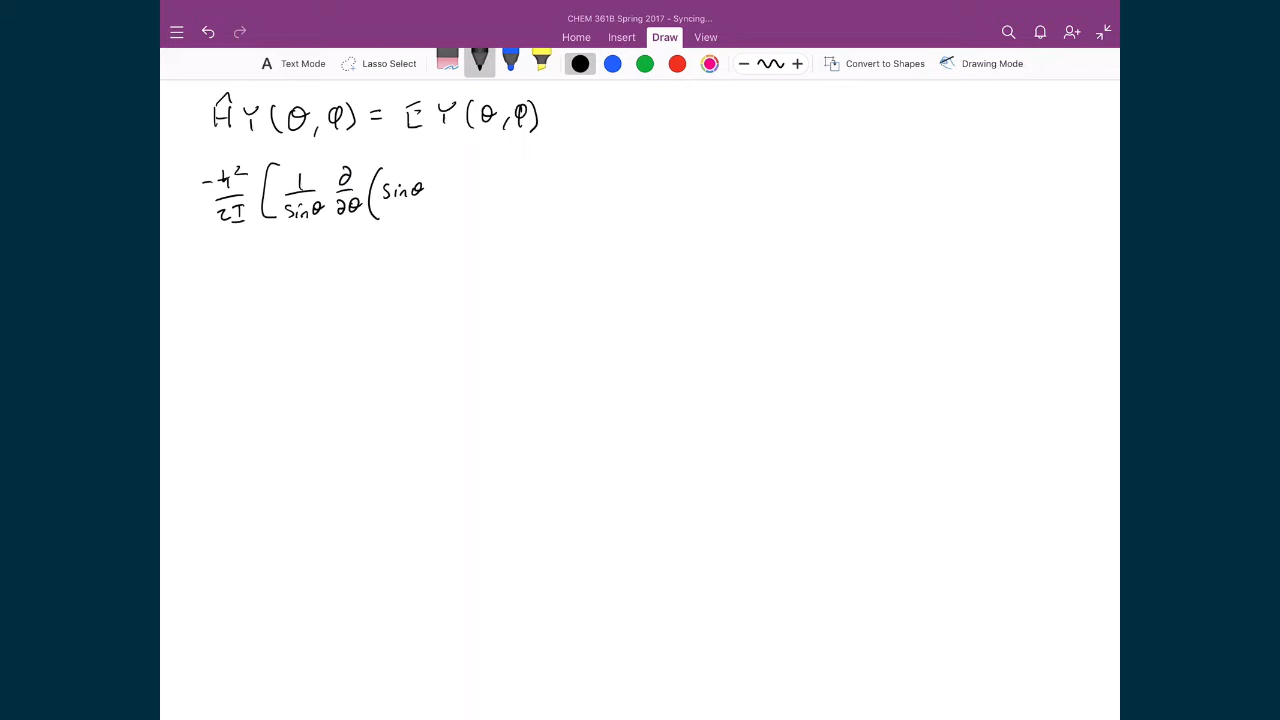 CHEM 361B Spring 2017 - Syncing...
Home Insert Draw View
Text Mode Lasso Select Convert to Shapes Drawing Mode
Ĥ Y(θ,φ) = E Y(θ,φ)
-ℏ²/2I [ 1/sinθ ∂/∂θ ( sinθ